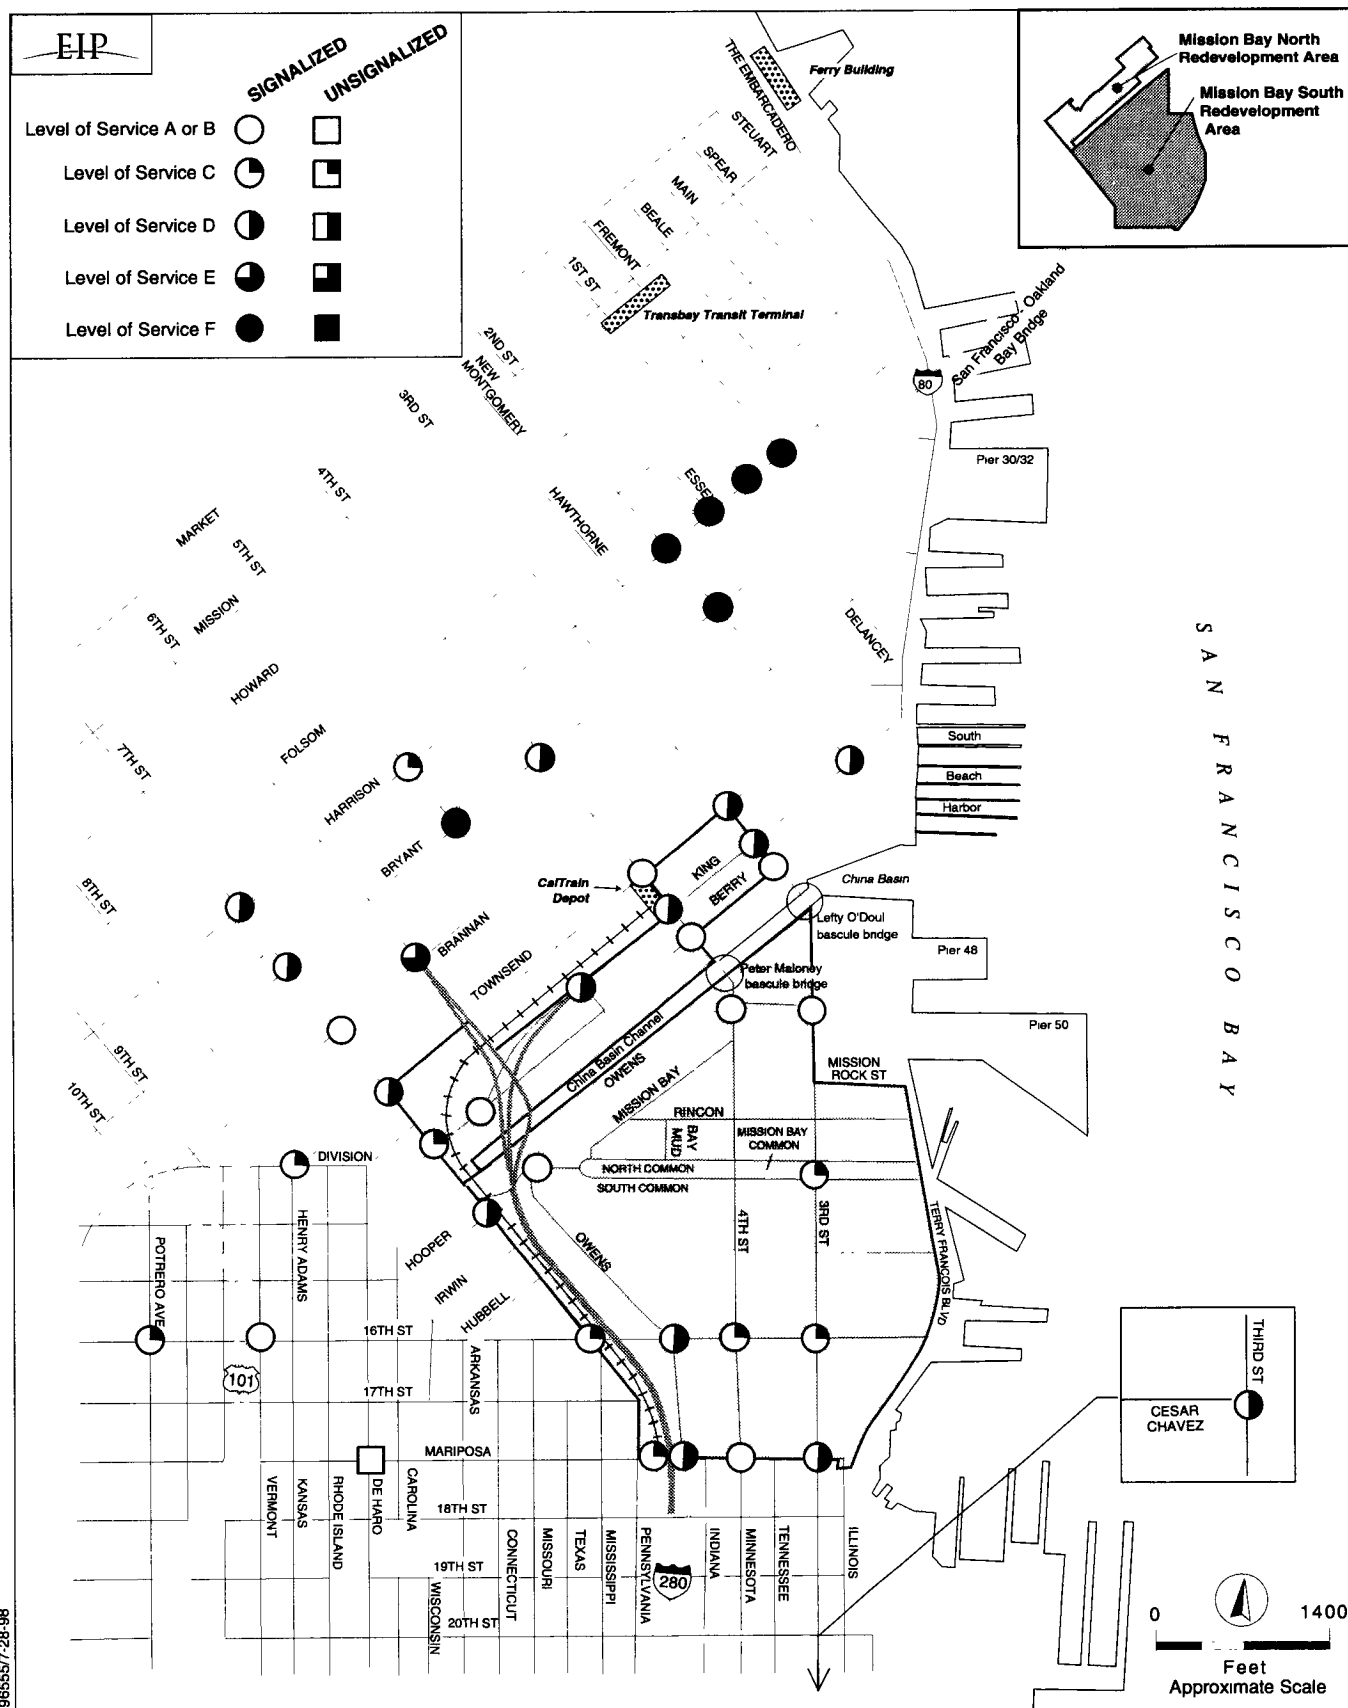 EIP
SIGNALIZED
UNSIGNALIZED
Level of Service A or B
Level of Service C
Level of Service D
Level of Service E
Level of Service F
Mission Bay North
Redevelopment Area
Mission Bay South
Redevelopment
Area
Ferry Building
THE EMBARCADERO
STEUART
SPEAR
MAIN
BEALE
FREMONT
1ST ST
Transbay Transit Terminal
San Francisco - Oakland
Bay Bridge
80
2ND ST
NEW
MONTGOMERY
3RD ST
4TH ST
MARKET
5TH ST
6TH ST
MISSION
HAWTHORNE
Pier 30/32
HOWARD
DELANCEY
7TH ST
FOLSOM
HARRISON
South
Beach
Harbor
SAN FRANCISCO BAY
BRYANT
8TH ST
CalTrain
Depot
KING
BERRY
China Basin
Lefty O'Doul
bascule bridge
BRANNAN
TOWNSEND
Peter Maloney
bascule bridge
Pier 48
Pier 50
9TH ST
10TH ST
China Basin Channel
OWENS
MISSION
ROCK ST
MISSION BAY
RINCON
BAY
MUD
MISSION BAY
COMMON
NORTH COMMON
SOUTH COMMON
DIVISION
HENRY ADAMS
POTRERO AVE
HOOPER
IRWIN
HUBBELL
OWENS
4TH ST
3RD ST
TERRY FRANCOIS BLVD
16TH ST
101
17TH ST
ARKANSAS
MARIPOSA
THIRD ST
CESAR
CHAVEZ
VERMONT
KANSAS
RHODE ISLAND
DE HARO
CAROLINA
18TH ST
19TH ST
WISCONSIN
20TH ST
CONNECTICUT
MISSOURI
TEXAS
MISSISSIPPI
PENNSYLVANIA
280
INDIANA
MINNESOTA
TENNESSEE
ILLINOIS
0 1400
Feet
Approximate Scale